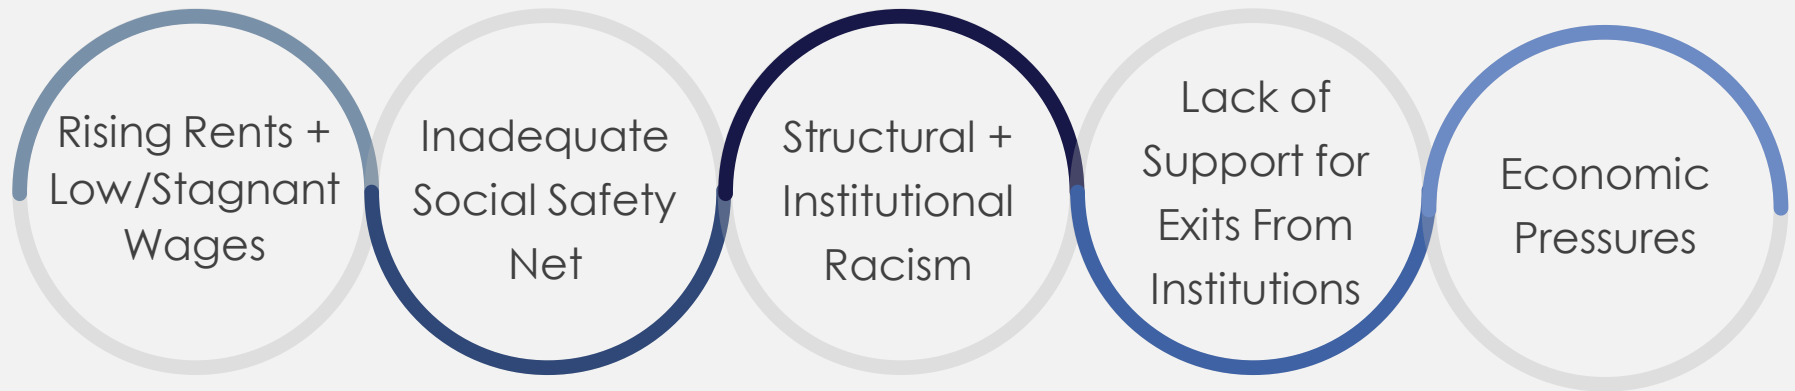 Rising Rents +
Low/Stagnant
Wages
Inadequate
Social Safety
Net
Structural +
Institutional
Racism
Lack of
Support for
Exits From
Institutions
Economic
Pressures